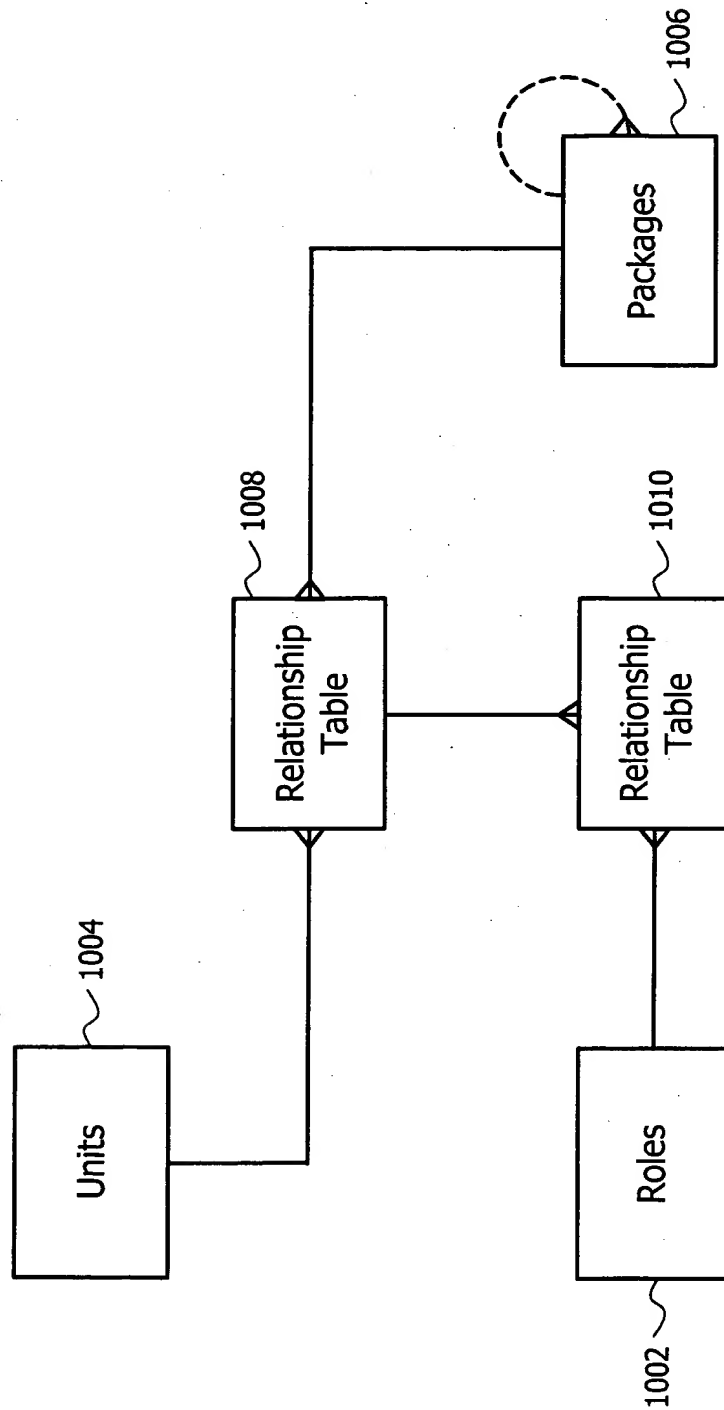 Units
1004
Relationship
Table
1008
Packages
1006
Roles
1002
Relationship
Table
1010